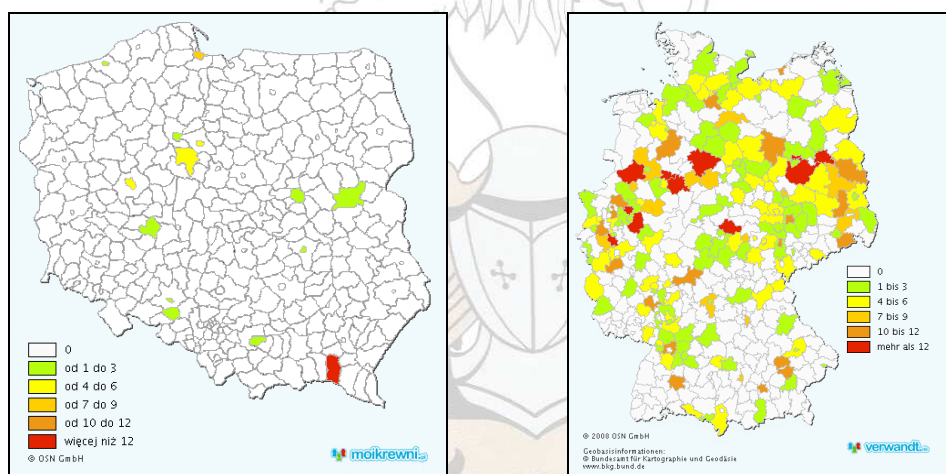 0
od 1 do 3
od 4 do 6
od 7 do 9
od 10 do 12
więcej niż 12
© OSN GmbH
moikrewni.pl
0
1 bis 3
4 bis 6
7 bis 9
10 bis 12
mehr als 12
© 2008 OSN GmbH
Geobasisinformationen:
© Bundesamt für Kartographie und Geodäsie
www.bkg.bund.de
verwandt.de